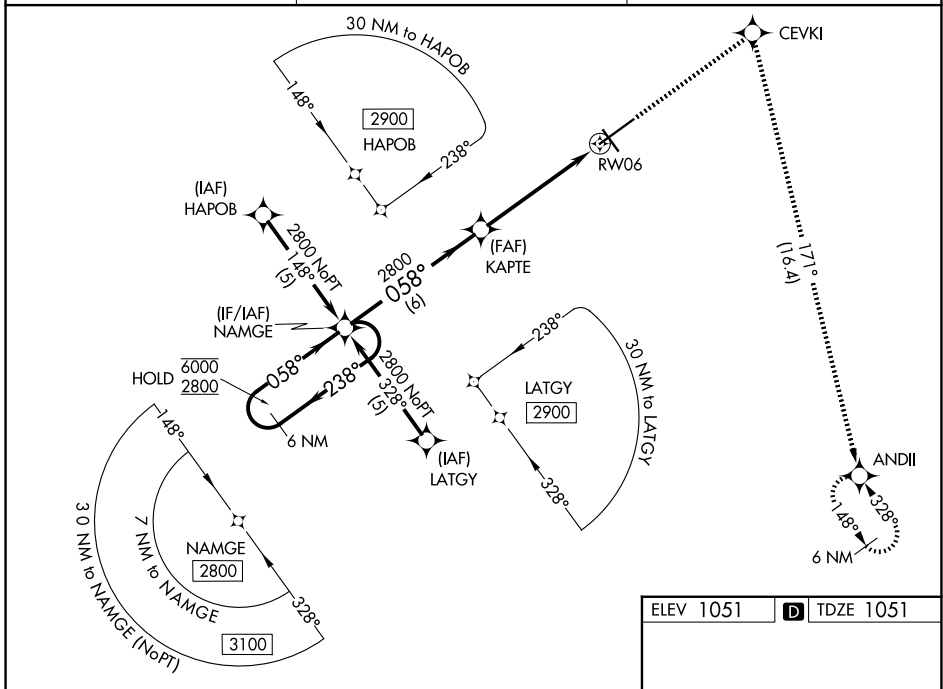 30 NM to HAPOB
148°
2900
HAPOB
238°
CEVKI
RW06
(IAF)
HAPOB
2800 NoPT
148°
(5)
(FAF)
KAPTE
2800
058°
(6)
171°
(16.4)
(IF/IAF)
NAMGE
HOLD
6000
2800
058°
238°
6 NM
2800 NoPT
328°
(5)
(IAF)
LATGY
238°
LATGY
2900
30 NM to LATGY
328°
ANDII
148°
328°
6 NM
148°
NAMGE
2800
7 NM to NAMGE
30 NM to NAMGE (NoPT)
3100
328°
ELEV 1051
D
TDZE 1051